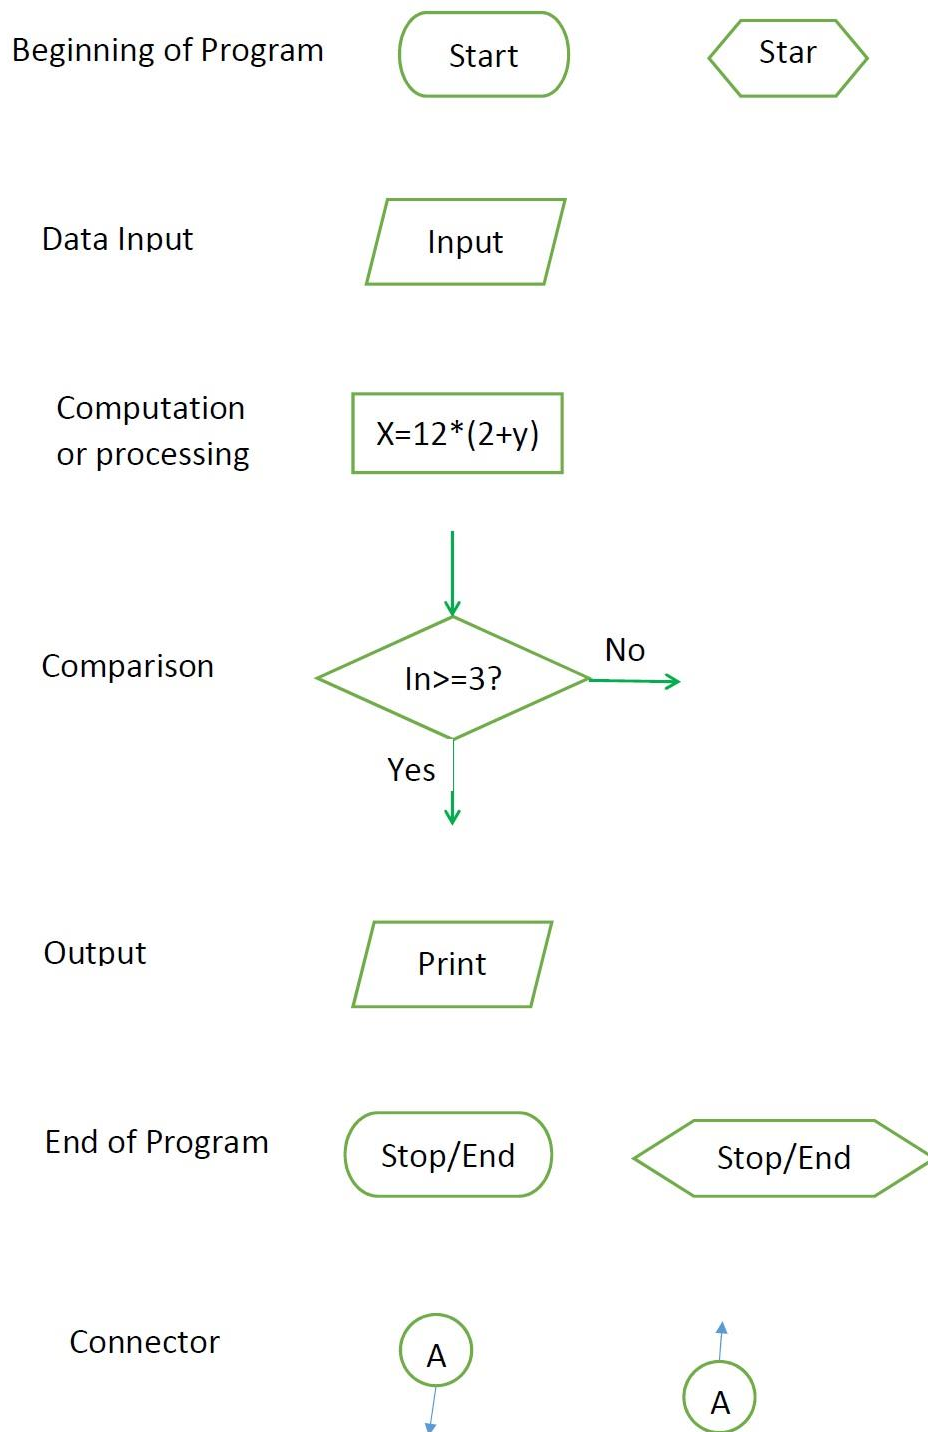 Beginning of Program
Start
Star
Data Input
Input
Computation
or processing
X=12*(2+y)
Comparison
In>=3?
No
Yes
Output
Print
End of Program
Stop/End
Stop/End
Connector
A
A